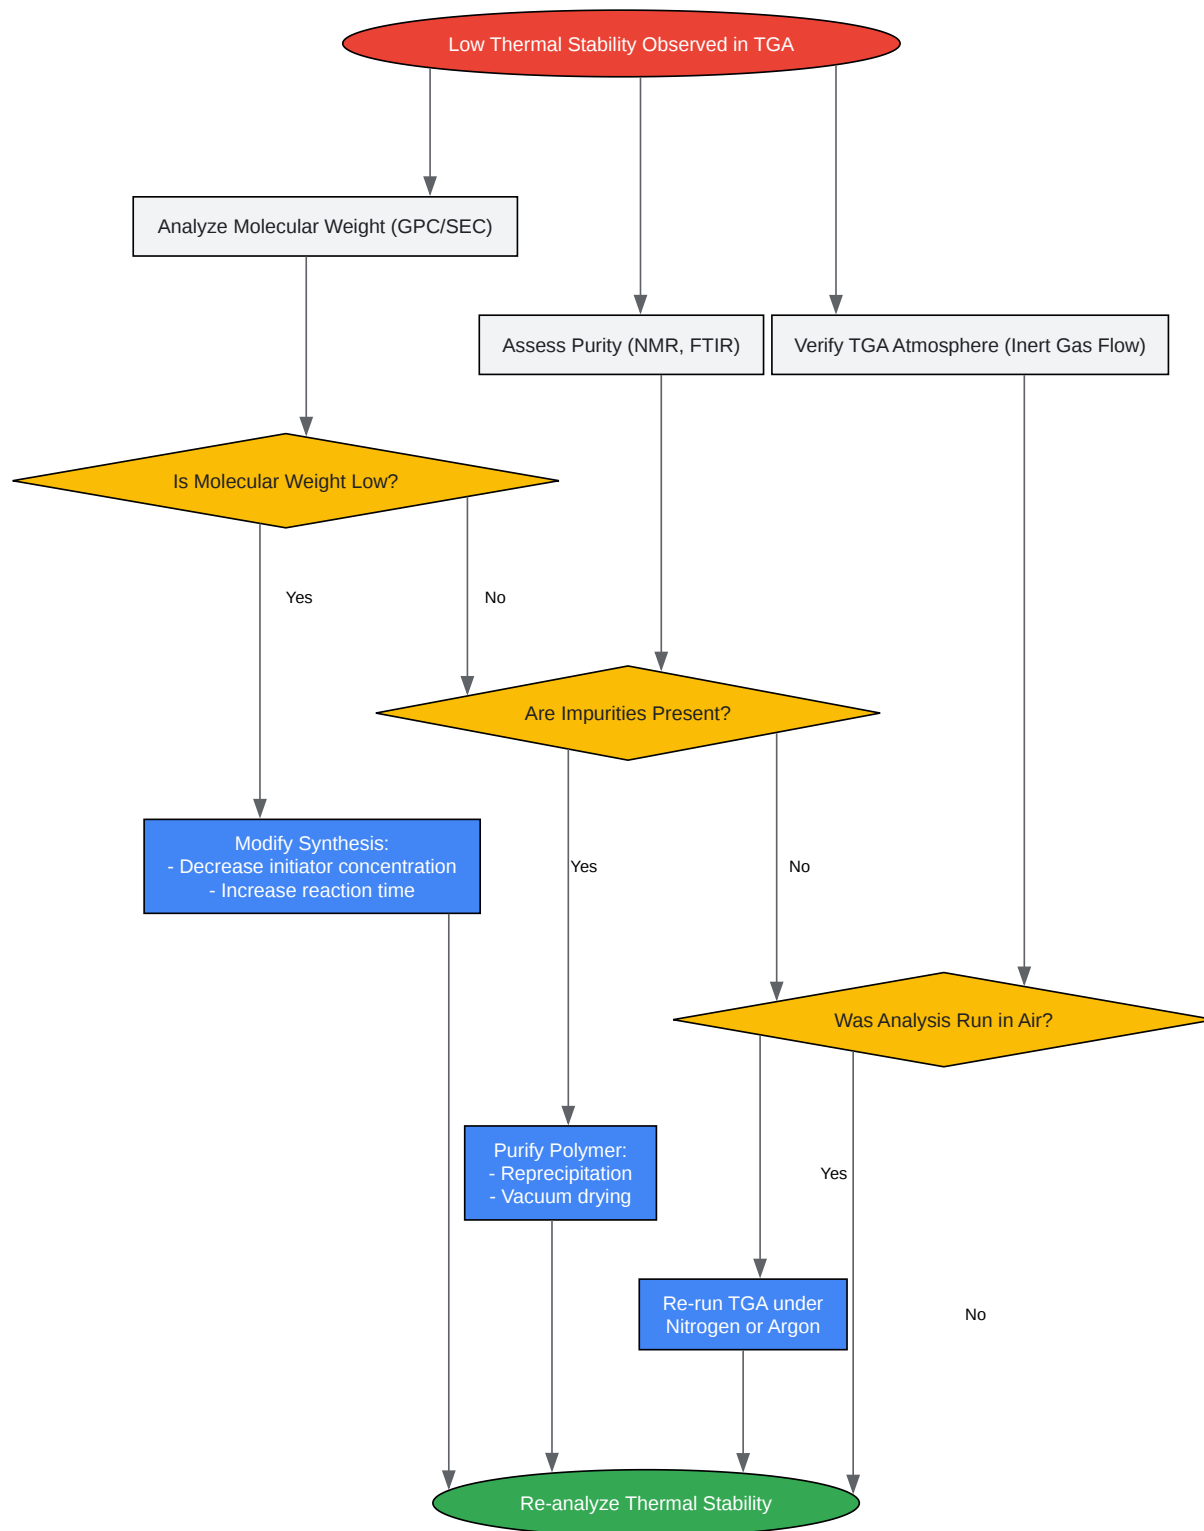 Low Thermal Stability Observed in TGA
Analyze Molecular Weight (GPC/SEC)
Assess Purity (NMR, FTIR)
Verify TGA Atmosphere (Inert Gas Flow)
Is Molecular Weight Low?
Yes
No
Are Impurities Present?
Modify Synthesis:
- Decrease initiator concentration
- Increase reaction time
Yes
No
Was Analysis Run in Air?
Purify Polymer:
- Reprecipitation
- Vacuum drying
Yes
Re-run TGA under
Nitrogen or Argon
No
Re-analyze Thermal Stability